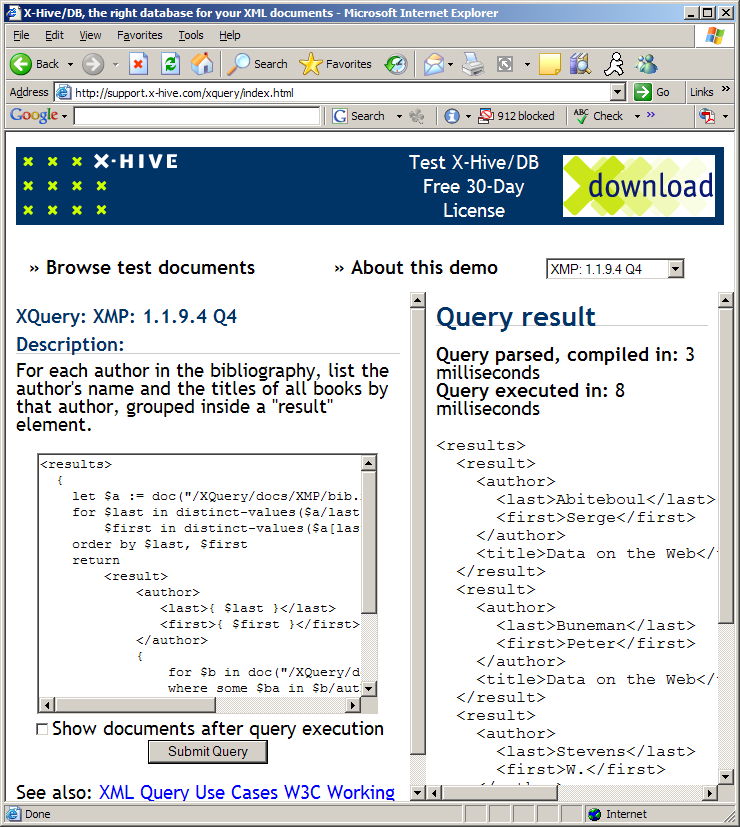 X-Hive/DB, the right database for your XML documents - Microsoft Internet Explorer
File Edit View Favorites Tools Help
Back Search Favorites
Address http://support.x-hive.com/xquery/index.html Go Links »
Google Search 912 blocked ABC Check »
X·HIVE
Test X-Hive/DB
Free 30-Day
License
download
» Browse test documents » About this demo XMP: 1.1.9.4 Q4
XQuery: XMP: 1.1.9.4 Q4
Description:
For each author in the bibliography, list the
author's name and the titles of all books by
that author, grouped inside a "result"
element.
<results>
{
let $a := doc("/XQuery/docs/XMP/bib.
for $last in distinct-values($a/last
$first in distinct-values($a[las
order by $last, $first
return
<result>
<author>
<last>{ $last }</last>
<first>{ $first }</first>
</author>
{
for $b in doc("/XQuery/d
where some $ba in $b/aut
Show documents after query execution
Submit Query
See also: XML Query Use Cases W3C Working
Query result
Query parsed, compiled in: 3
milliseconds
Query executed in: 8
milliseconds
<results>
<result>
<author>
<last>Abiteboul</last>
<first>Serge</first>
</author>
<title>Data on the Web</
</result>
<result>
<author>
<last>Buneman</last>
<first>Peter</first>
</author>
<title>Data on the Web</
</result>
<result>
<author>
<last>Stevens</last>
<first>W.</first>
</author>
Done Internet